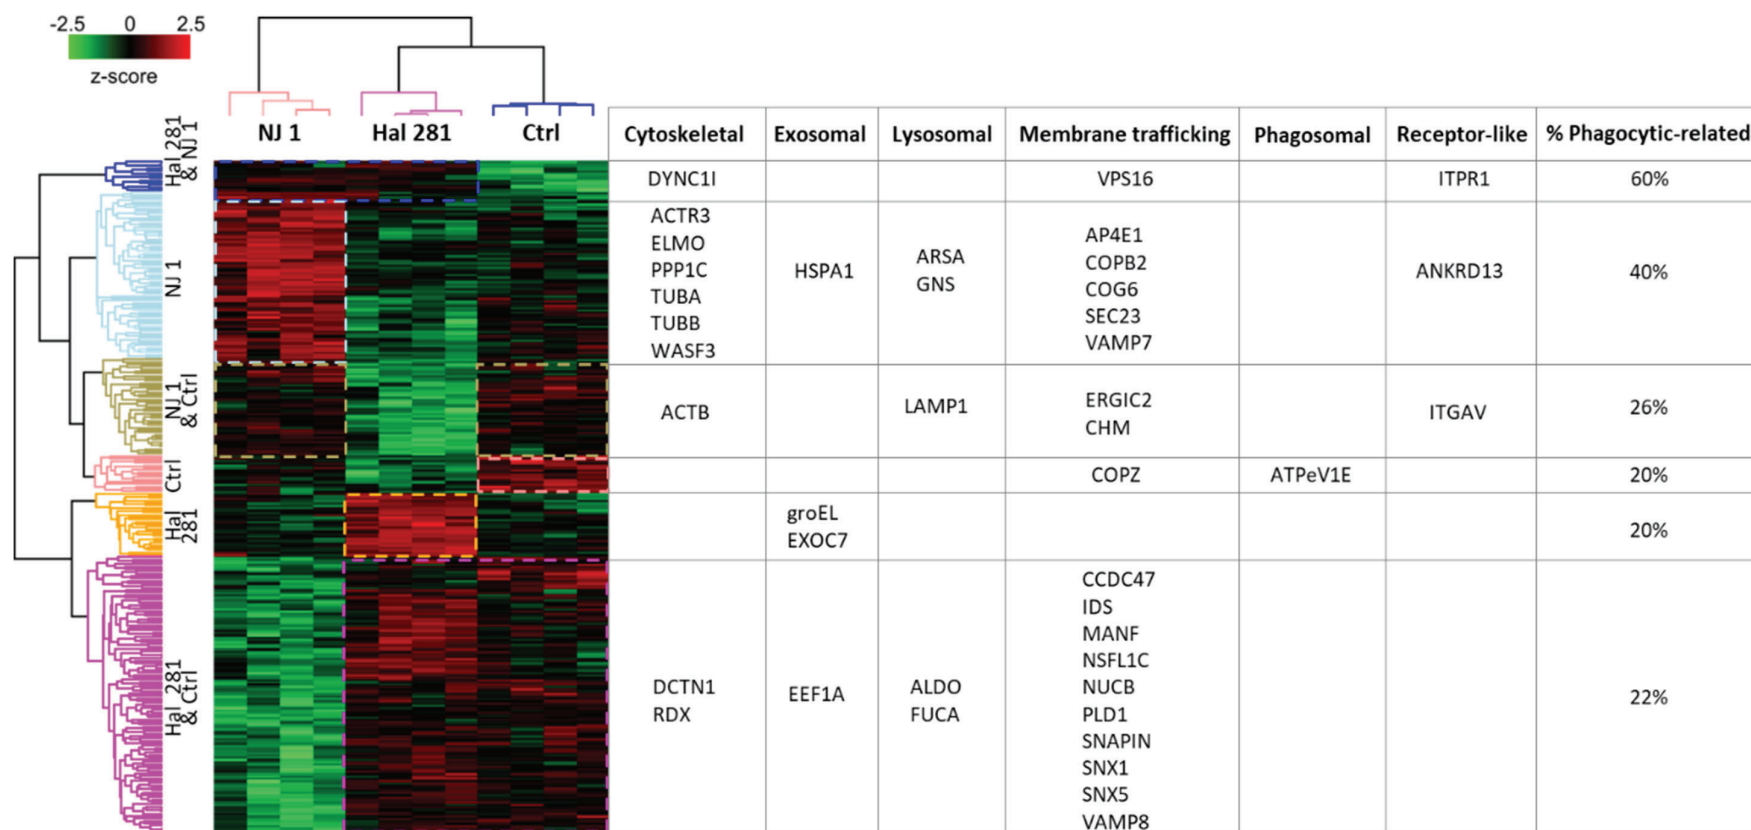 -2.5 0 2.5
z-score
NJ 1 Hal 281 Ctrl
Cytoskeletal Exosomal Lysosomal Membrane trafficking Phagosomal Receptor-like % Phagocytic-related
Hal 281
& NJ 1
DYNC1I VPS16 ITPR1 60%
NJ 1
ACTR3
ELMO
PPP1C
TUBA
TUBB
WASF3
HSPA1
ARSA
GNS
AP4E1
COPB2
COG6
SEC23
VAMP7
ANKRD13
40%
NJ 1
& Ctrl
ACTB
LAMP1
ERGIC2
CHM
ITGAV
26%
Ctrl
COPZ ATPeV1E 20%
Hal
281
groEL
EXOC7
20%
Hal 281
& Ctrl
DCTN1
RDX
EEF1A
ALDO
FUCA
CCDC47
IDS
MANF
NSFL1C
NUCB
PLD1
SNAPIN
SNX1
SNX5
VAMP8
22%